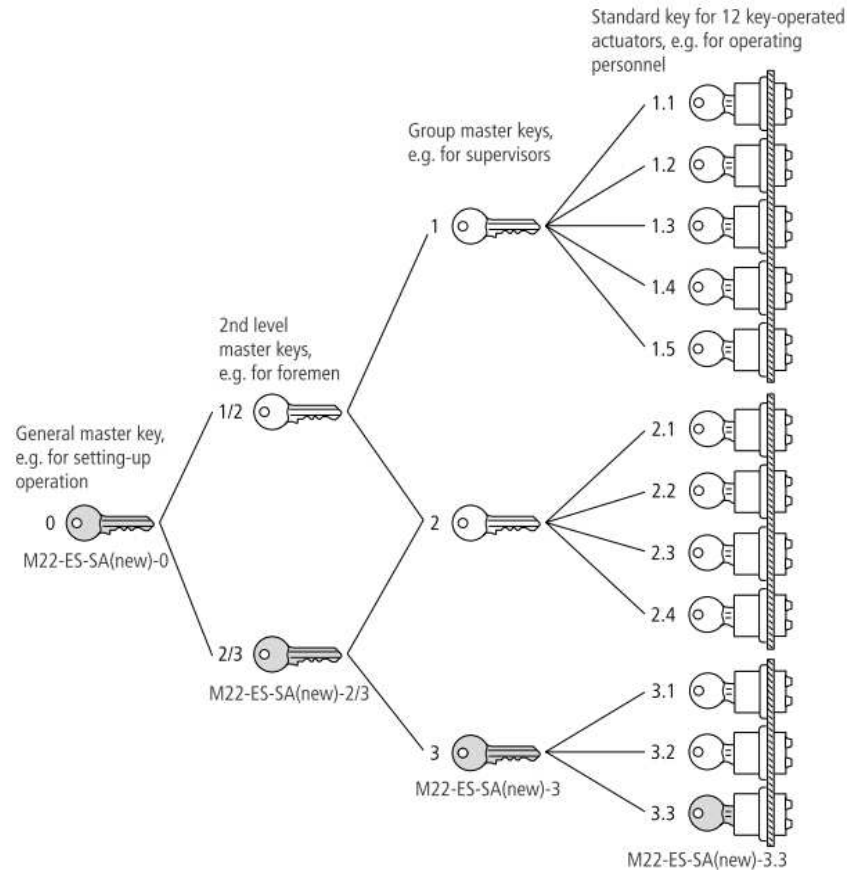 Standard key for 12 key-operated
actuators, e.g. for operating
personnel
1.1
Group master keys,
e.g. for supervisors
1.2
1
1.3
1.4
2nd level
master keys,
e.g. for foremen
1.5
1/2
General master key,
e.g. for setting-up
operation
2.1
2.2
0
2
M22-ES-SA(new)-0
2.3
2.4
2/3
M22-ES-SA(new)-2/3
3.1
3
3.2
M22-ES-SA(new)-3
3.3
M22-ES-SA(new)-3.3